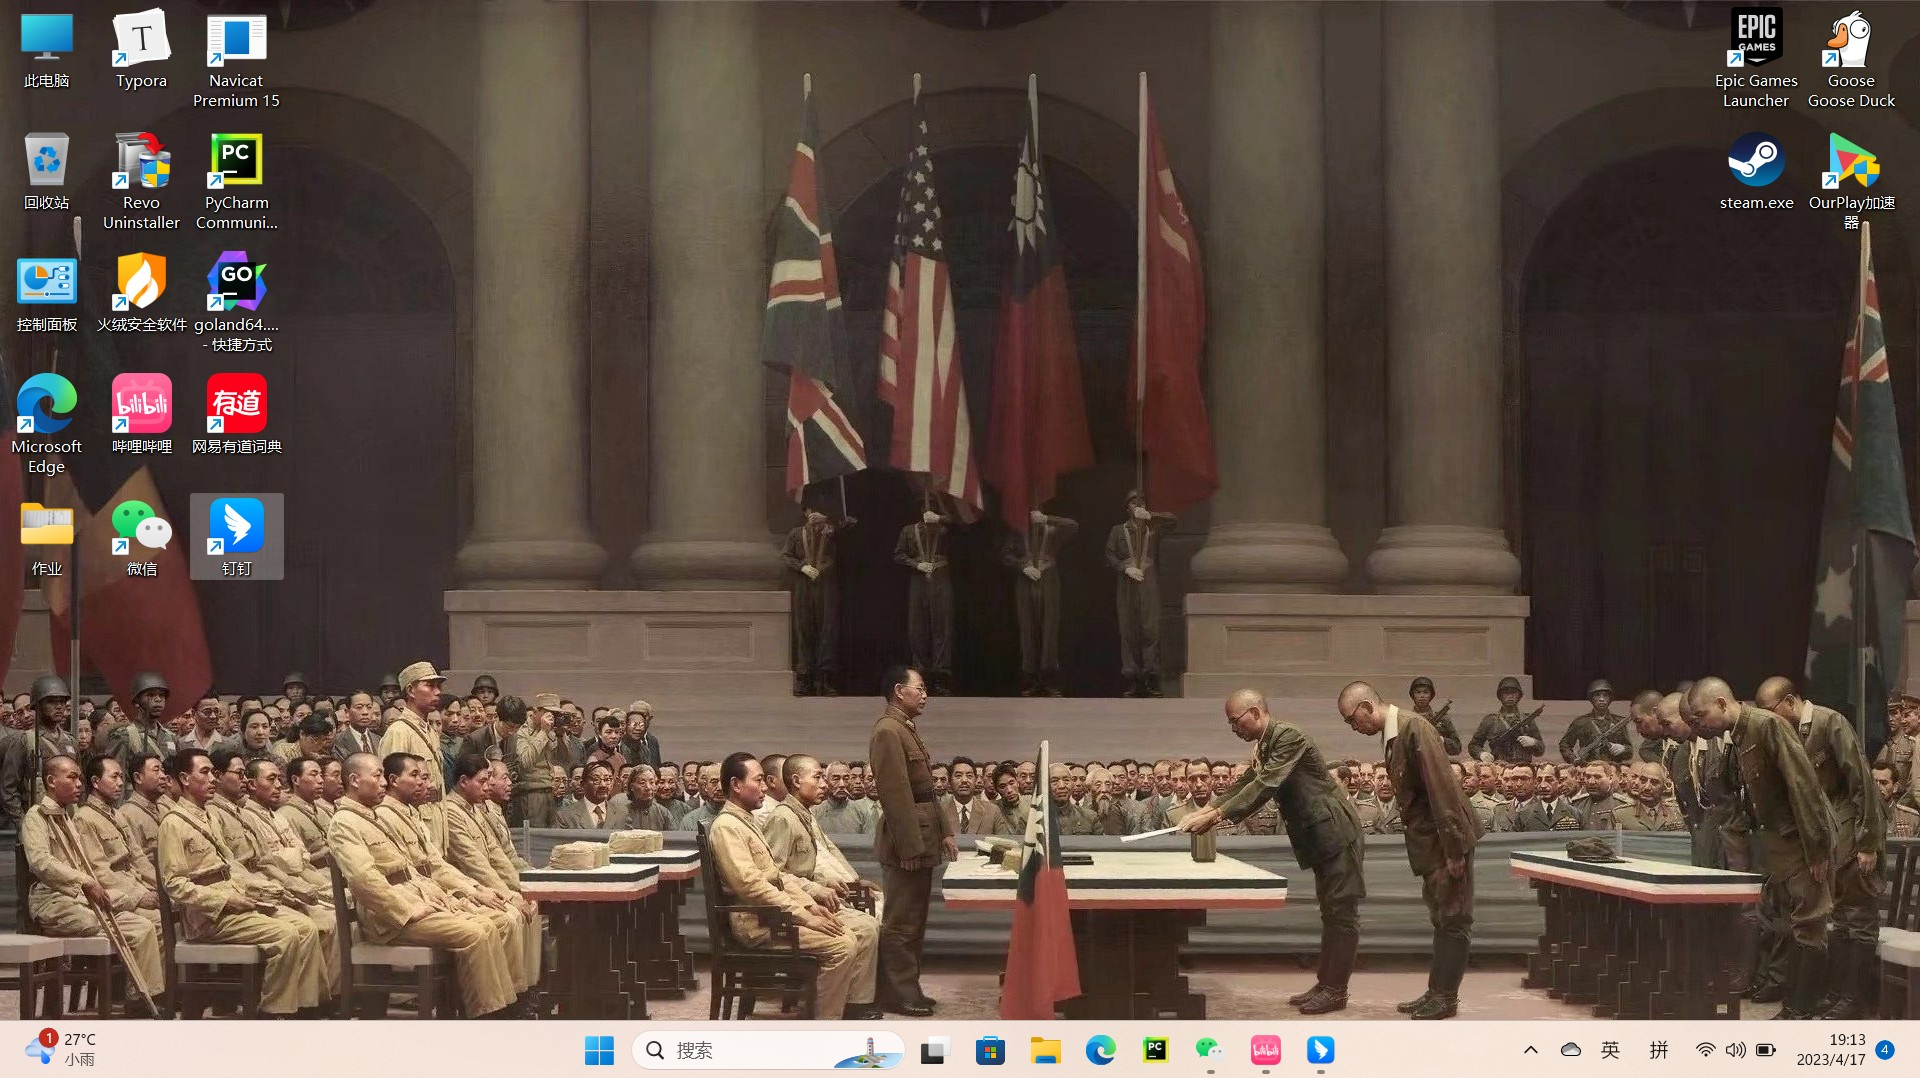 此电脑
Typora
Navicat
Premium 15
回收站
Revo
Uninstaller
PC
PyCharm
Communi...
控制面板
火绒安全软件
GO
goland64....
- 快捷方式
Microsoft
Edge
bilibili
哔哩哔哩
有道
网易有道词典
作业
微信
钉钉
EPIC
GAMES
Epic Games
Launcher
Goose
Goose Duck
steam.exe
OurPlay加速
器
1
27°C
小雨
搜索
PC
bilibili
英
拼
19:13
2023/4/17
4